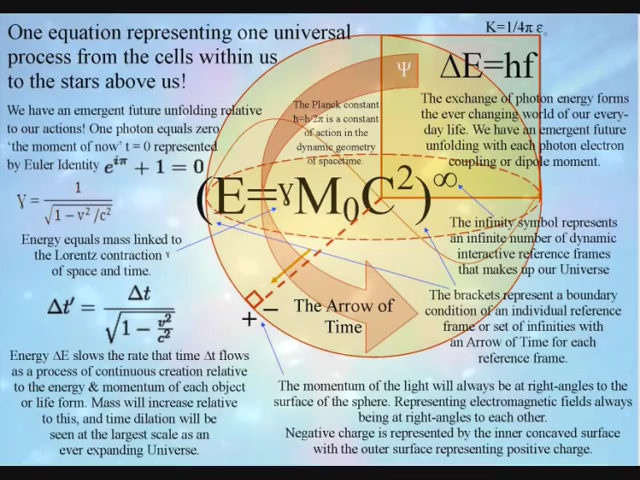 One equation representing one universal
process from the cells within us
to the stars above us!
K=1/4π ε
ΔE=hf
Ψ
We have an emergent future unfolding relative
to our actions! One photon equals zero
‘the moment of now’ t = 0 represented
by Euler Identity e^iπ + 1 = 0
The Planck constant
h=h/2π is a constant
of action in the
dynamic geometry
of spacetime.
The exchange of photon energy forms
the ever changing world of our every-
day life. We have an emergent future
unfolding with each photon electron
coupling or dipole moment.
γ = 1 / √(1 − v²/c²)
(E=γM₀C²)^∞
Energy equals mass linked to
the Lorentz contraction γ
of space and time.
The infinity symbol represents
an infinite number of dynamic
interactive reference frames
that makes up our Universe
Δt′ = Δt / √(1 − v²/c²)
The brackets represent a boundary
condition of an individual reference
frame or set of infinities with
an Arrow of Time for each
reference frame.
+ −
The Arrow of
Time
Energy ΔE slows the rate that time Δt flows
as a process of continuous creation relative
to the energy & momentum of each object
or life form. Mass will increase relative
to this, and time dilation will be
seen at the largest scale as an
ever expanding Universe.
The momentum of the light will always be at right-angles to the
surface of the sphere. Representing electromagnetic fields always
being at right-angles to each other.
Negative charge is represented by the inner concaved surface
with the outer surface representing positive charge.